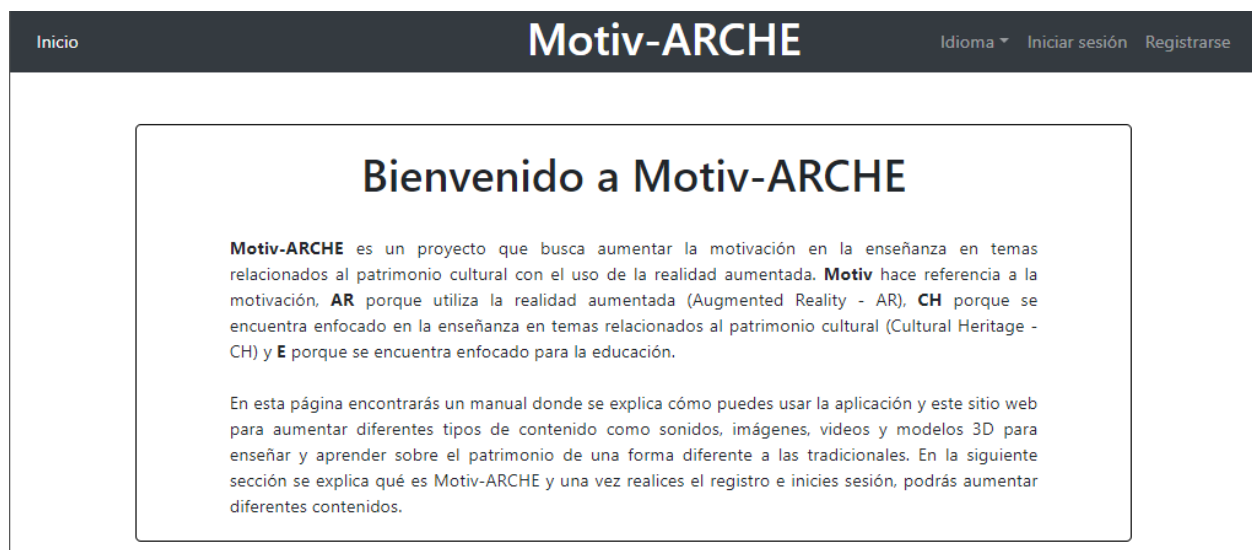 Inicio Motiv-ARCHE Idioma Iniciar sesión Registrarse
Bienvenido a Motiv-ARCHE
Motiv-ARCHE es un proyecto que busca aumentar la motivación en la enseñanza en temas
relacionados al patrimonio cultural con el uso de la realidad aumentada. Motiv hace referencia a la
motivación, AR porque utiliza la realidad aumentada (Augmented Reality - AR), CH porque se
encuentra enfocado en la enseñanza en temas relacionados al patrimonio cultural (Cultural Heritage -
CH) y E porque se encuentra enfocado para la educación.
En esta página encontrarás un manual donde se explica cómo puedes usar la aplicación y este sitio web
para aumentar diferentes tipos de contenido como sonidos, imágenes, videos y modelos 3D para
enseñar y aprender sobre el patrimonio de una forma diferente a las tradicionales. En la siguiente
sección se explica qué es Motiv-ARCHE y una vez realices el registro e inicies sesión, podrás aumentar
diferentes contenidos.